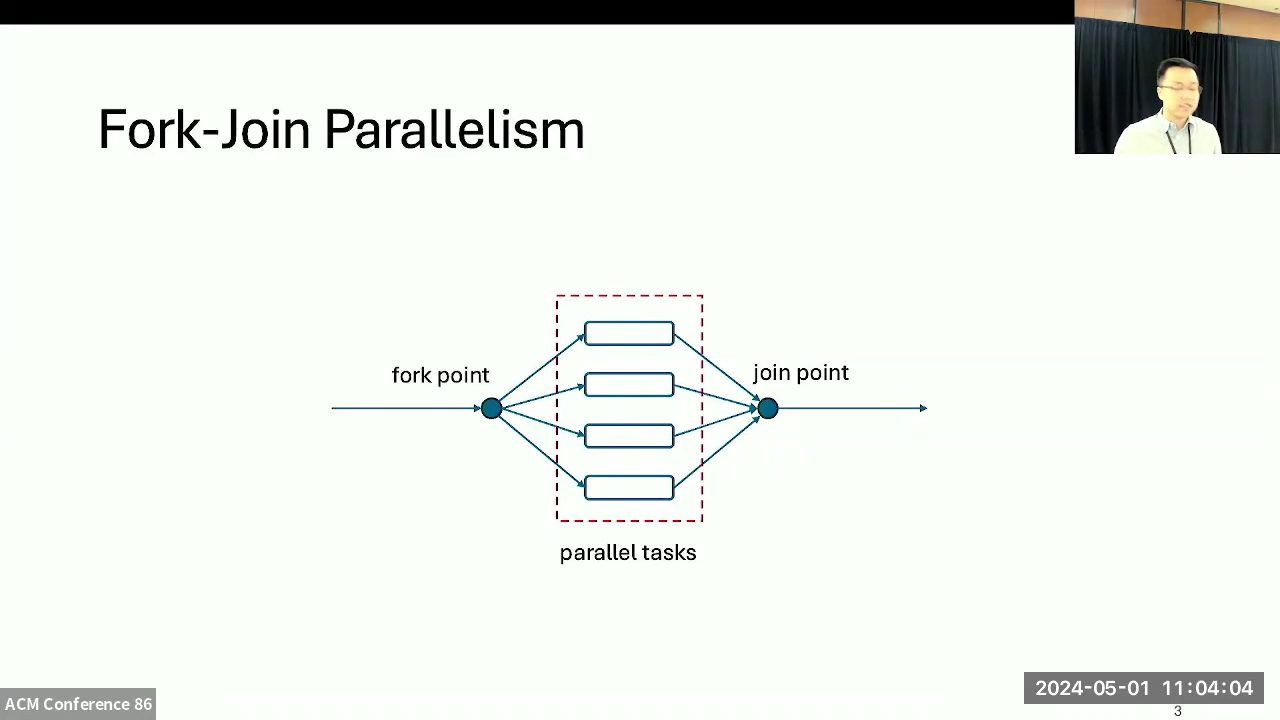 Fork-Join Parallelism
fork point
join point
parallel tasks
ACM Conference 86
2024-05-01 11:04:04
3